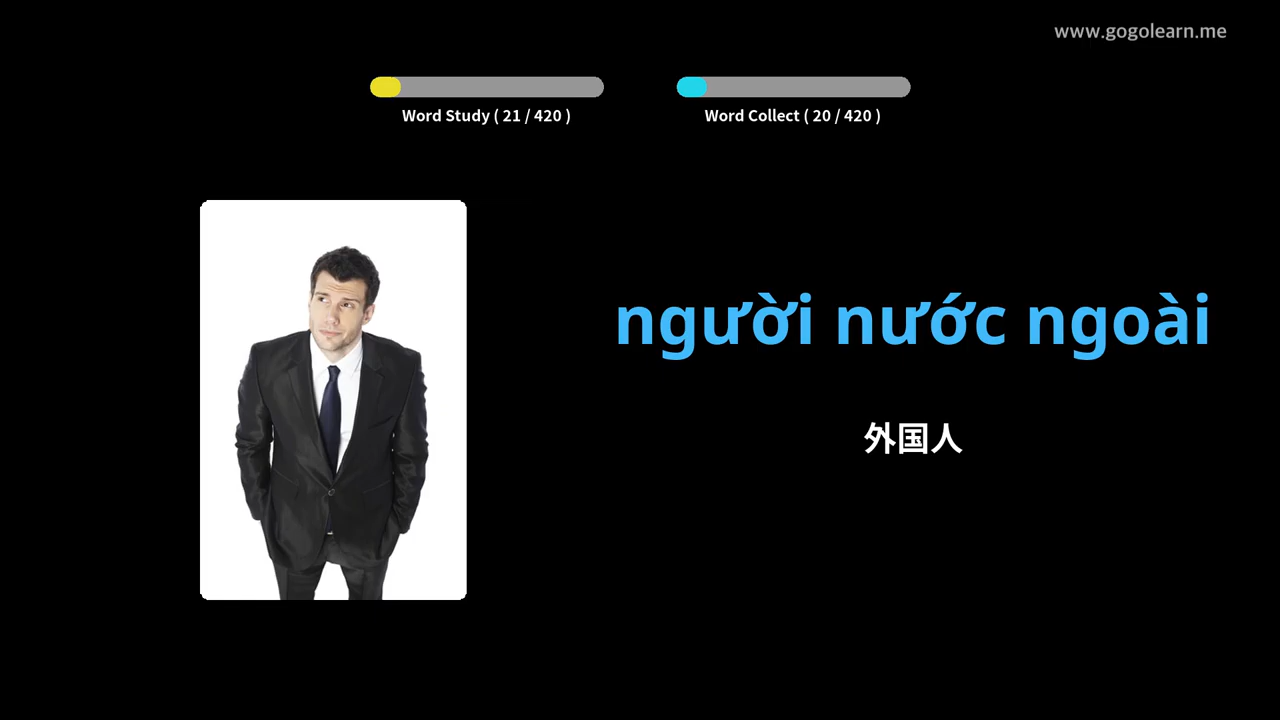 www.gogolearn.me
Word Study ( 21 / 420 )
Word Collect ( 20 / 420 )
người nước ngoài
外国人